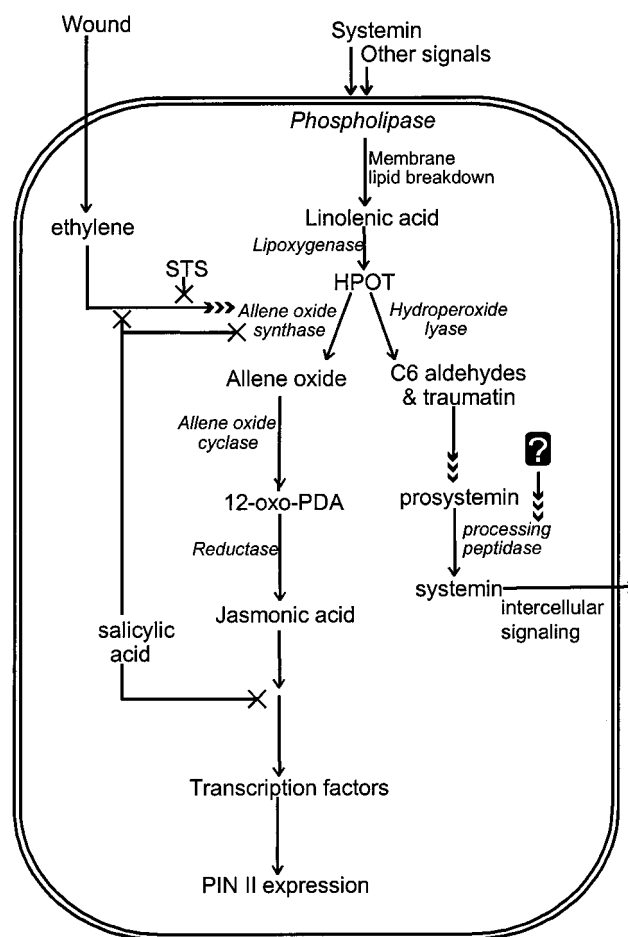 Wound
Systemin
Other signals
Phospholipase
Membrane
lipid breakdown
Linolenic acid
ethylene
Lipoxygenase
STS
HPOT
Allene oxide
synthase
Hydroperoxide
lyase
Allene oxide
C6 aldehydes
& traumatin
Allene oxide
cyclase
?
12-oxo-PDA
prosystemin
processing
peptidase
Reductase
systemin
intercellular
signaling
Jasmonic acid
salicylic
acid
Transcription factors
PIN II expression